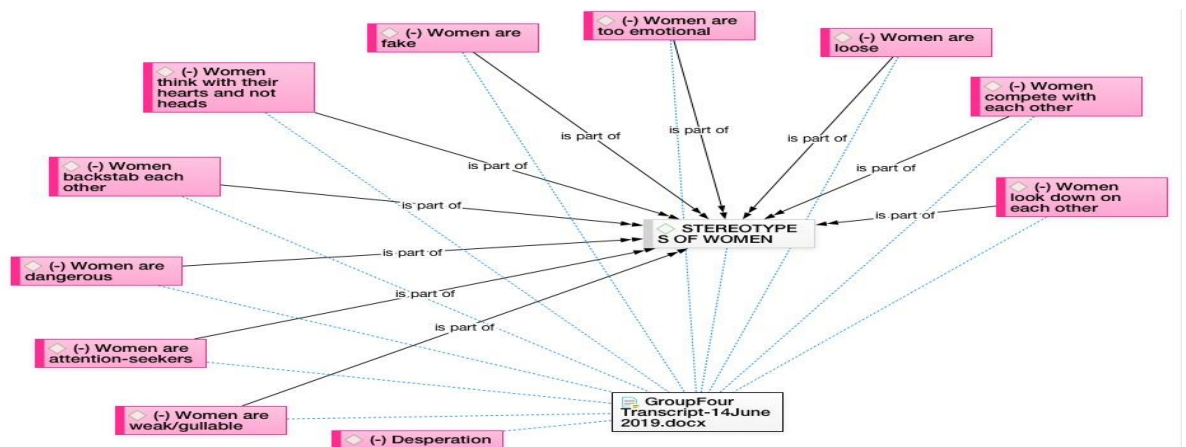 (-) Women are
fake
(-) Women are
too emotional
(-) Women are
loose
(-) Women
think with their
hearts and not
heads
(-) Women
compete with
each other
is part of
is part of
is part of
is part of
is part of
(-) Women
backstab each
other
(-) Women
look down on
each other
is part of
is part of
STEREOTYPE
S OF WOMEN
(-) Women are
dangerous
is part of
is part of
is part of
(-) Women are
attention-seekers
(-) Women are
weak/gullable
GroupFour
Transcript-14June
2019.docx
(-) Desperation